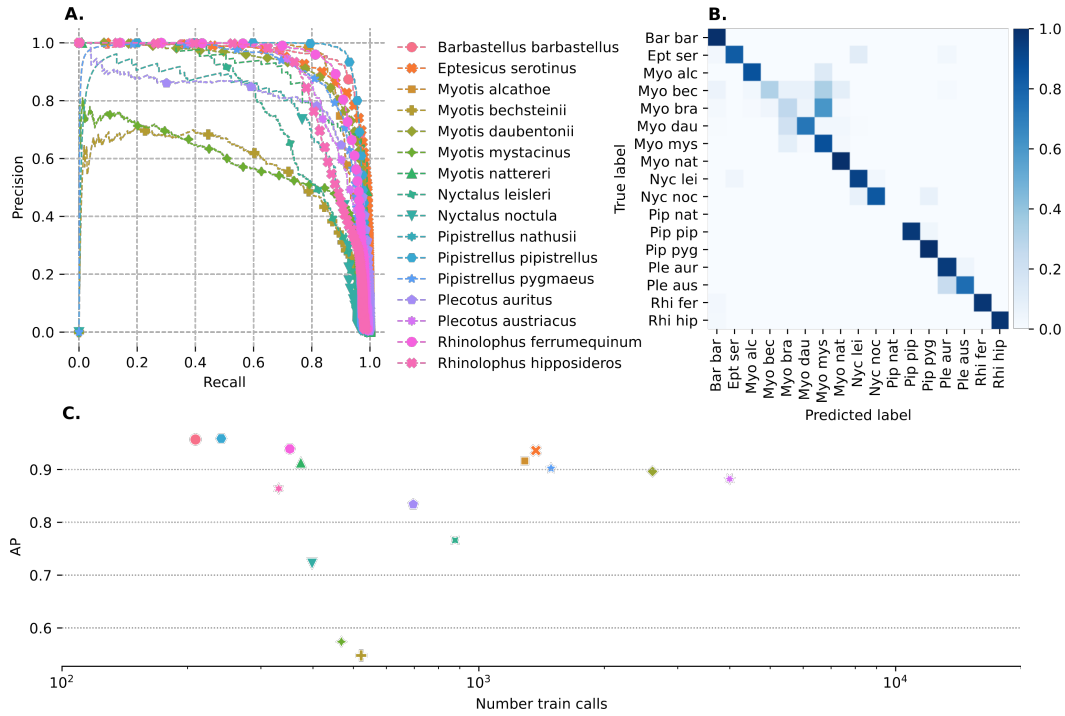 A.
1.0
0.8
0.6
0.4
0.2
0.0
Precision
0.0 0.2 0.4 0.6 0.8 1.0
Recall
Barbastellus barbastellus
Eptesicus serotinus
Myotis alcathoe
Myotis bechsteinii
Myotis daubentonii
Myotis mystacinus
Myotis nattereri
Nyctalus leisleri
Nyctalus noctula
Pipistrellus nathusii
Pipistrellus pipistrellus
Pipistrellus pygmaeus
Plecotus auritus
Plecotus austriacus
Rhinolophus ferrumequinum
Rhinolophus hipposideros
B.
True label
Bar bar
Ept ser
Myo alc
Myo bec
Myo bra
Myo dau
Myo mys
Myo nat
Nyc lei
Nyc noc
Pip nat
Pip pip
Pip pyg
Ple aur
Ple aus
Rhi fer
Rhi hip
Bar bar
Ept ser
Myo alc
Myo bec
Myo bra
Myo dau
Myo mys
Myo nat
Nyc lei
Nyc noc
Pip nat
Pip pip
Pip pyg
Ple aur
Ple aus
Rhi fer
Rhi hip
Predicted label
1.0
0.8
0.6
0.4
0.2
0.0
C.
0.9
0.8
0.7
0.6
AP
10² 10³ 10⁴
Number train calls